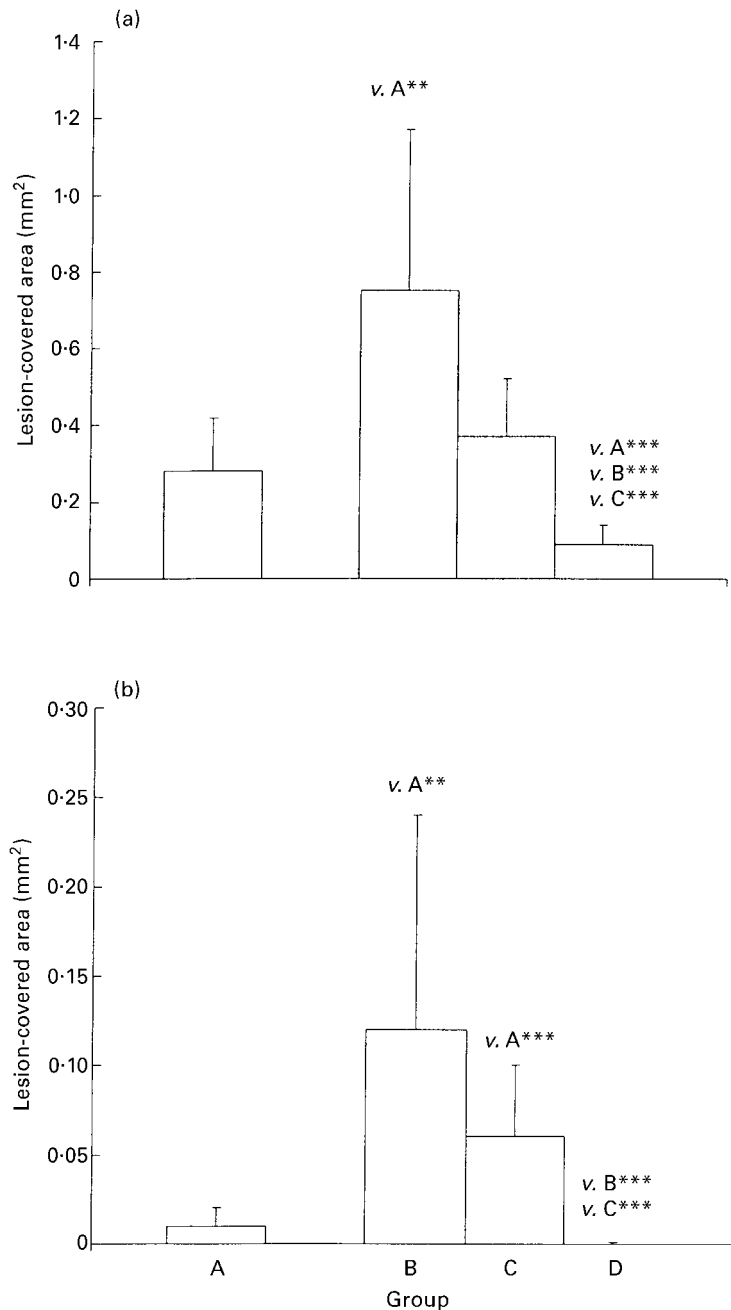 (a)
1·4
1·2
1·0
0·8
0·6
0·4
0·2
0
Lesion-covered area (mm²)
v. A**
v. A***
v. B***
v. C***
(b)
0·30
0·25
0·20
0·15
0·10
0·05
0
Lesion-covered area (mm²)
v. A**
v. A***
v. B***
v. C***
A B C D
Group